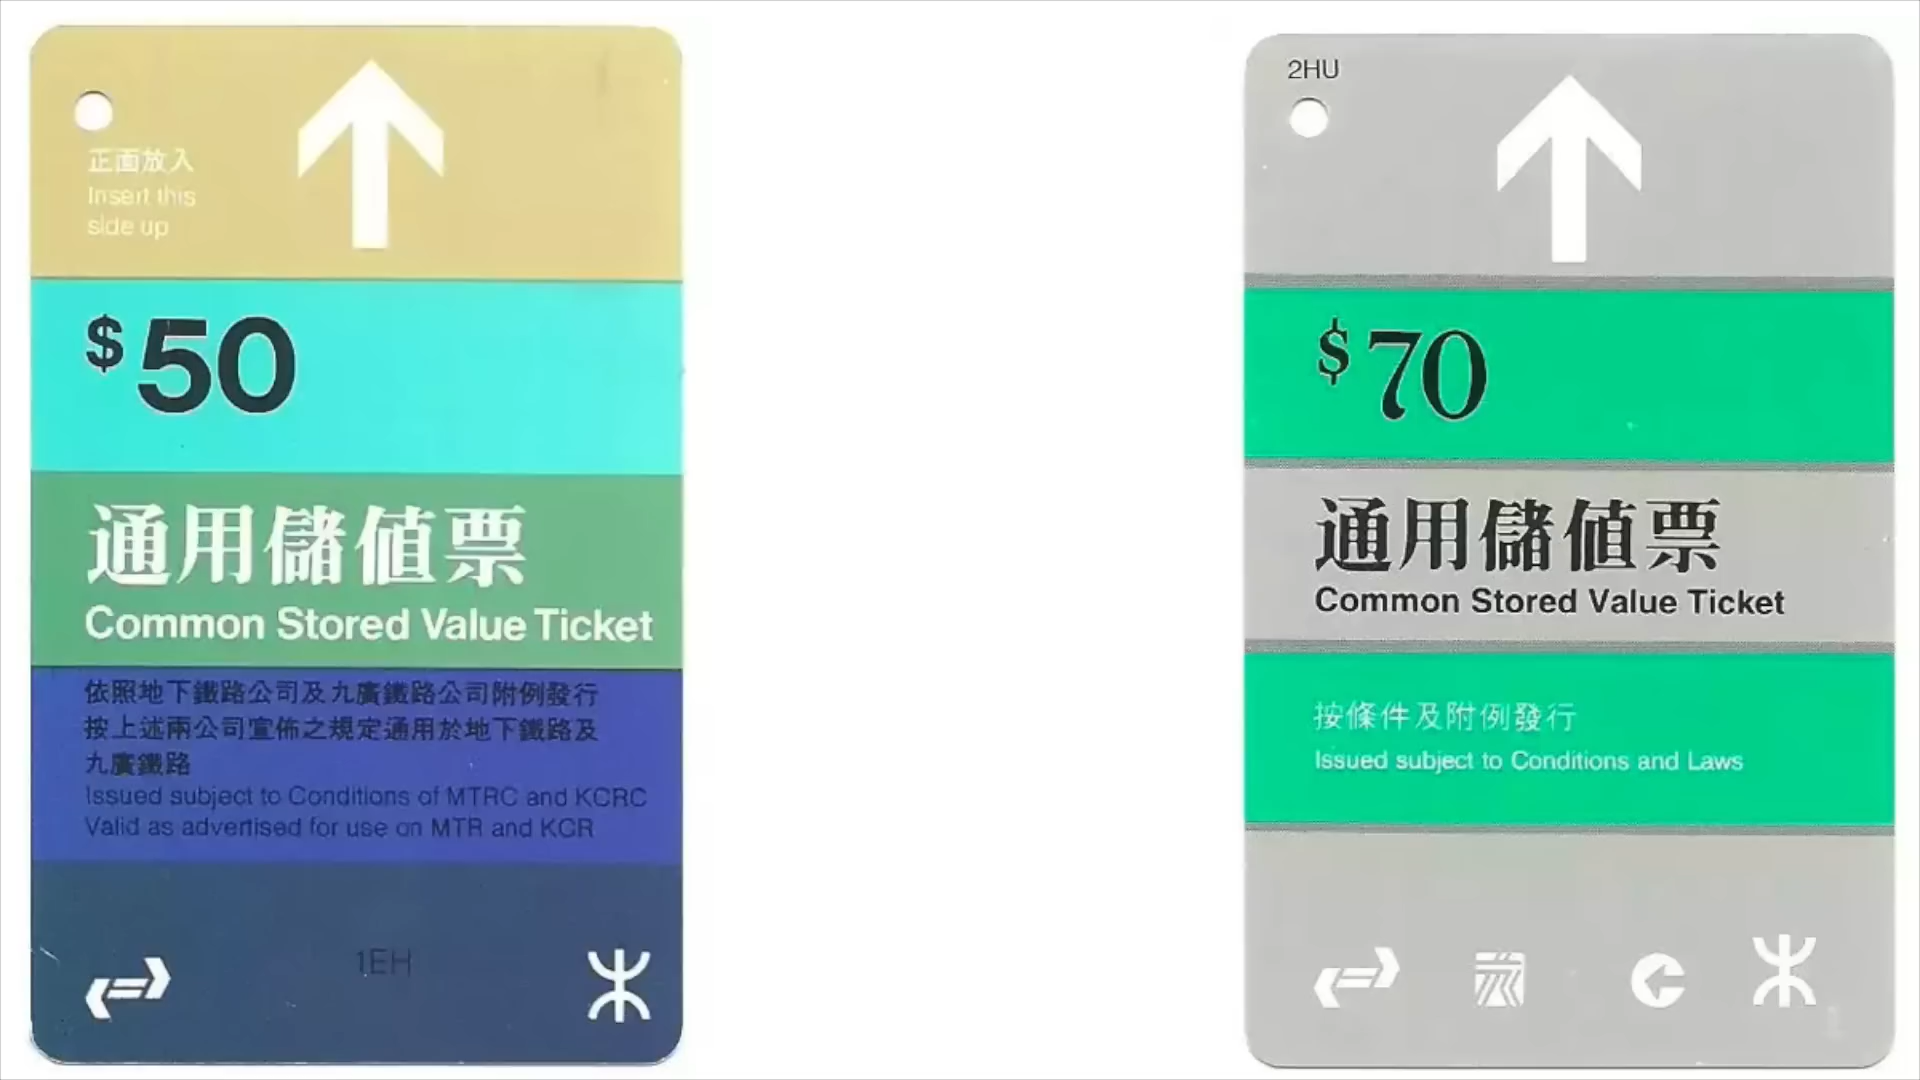 正面放入
Insert this
side up
$50
通用儲值票
Common Stored Value Ticket
依照地下鐵路公司及九廣鐵路公司附例發行
按上述兩公司宣佈之規定通用於地下鐵路及
九廣鐵路
Issued subject to Conditions of MTRC and KCRC
Valid as advertised for use on MTR and KCR
1EH
2HU
$70
通用儲值票
Common Stored Value Ticket
按條件及附例發行
Issued subject to Conditions and Laws